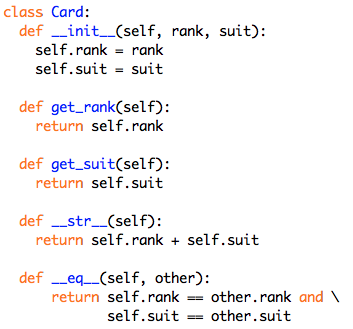 class Card:
  def __init__(self, rank, suit):
    self.rank = rank
    self.suit = suit

  def get_rank(self):
    return self.rank

  def get_suit(self):
    return self.suit

  def __str__(self):
    return self.rank + self.suit

  def __eq__(self, other):
      return self.rank == other.rank and \
             self.suit == other.suit